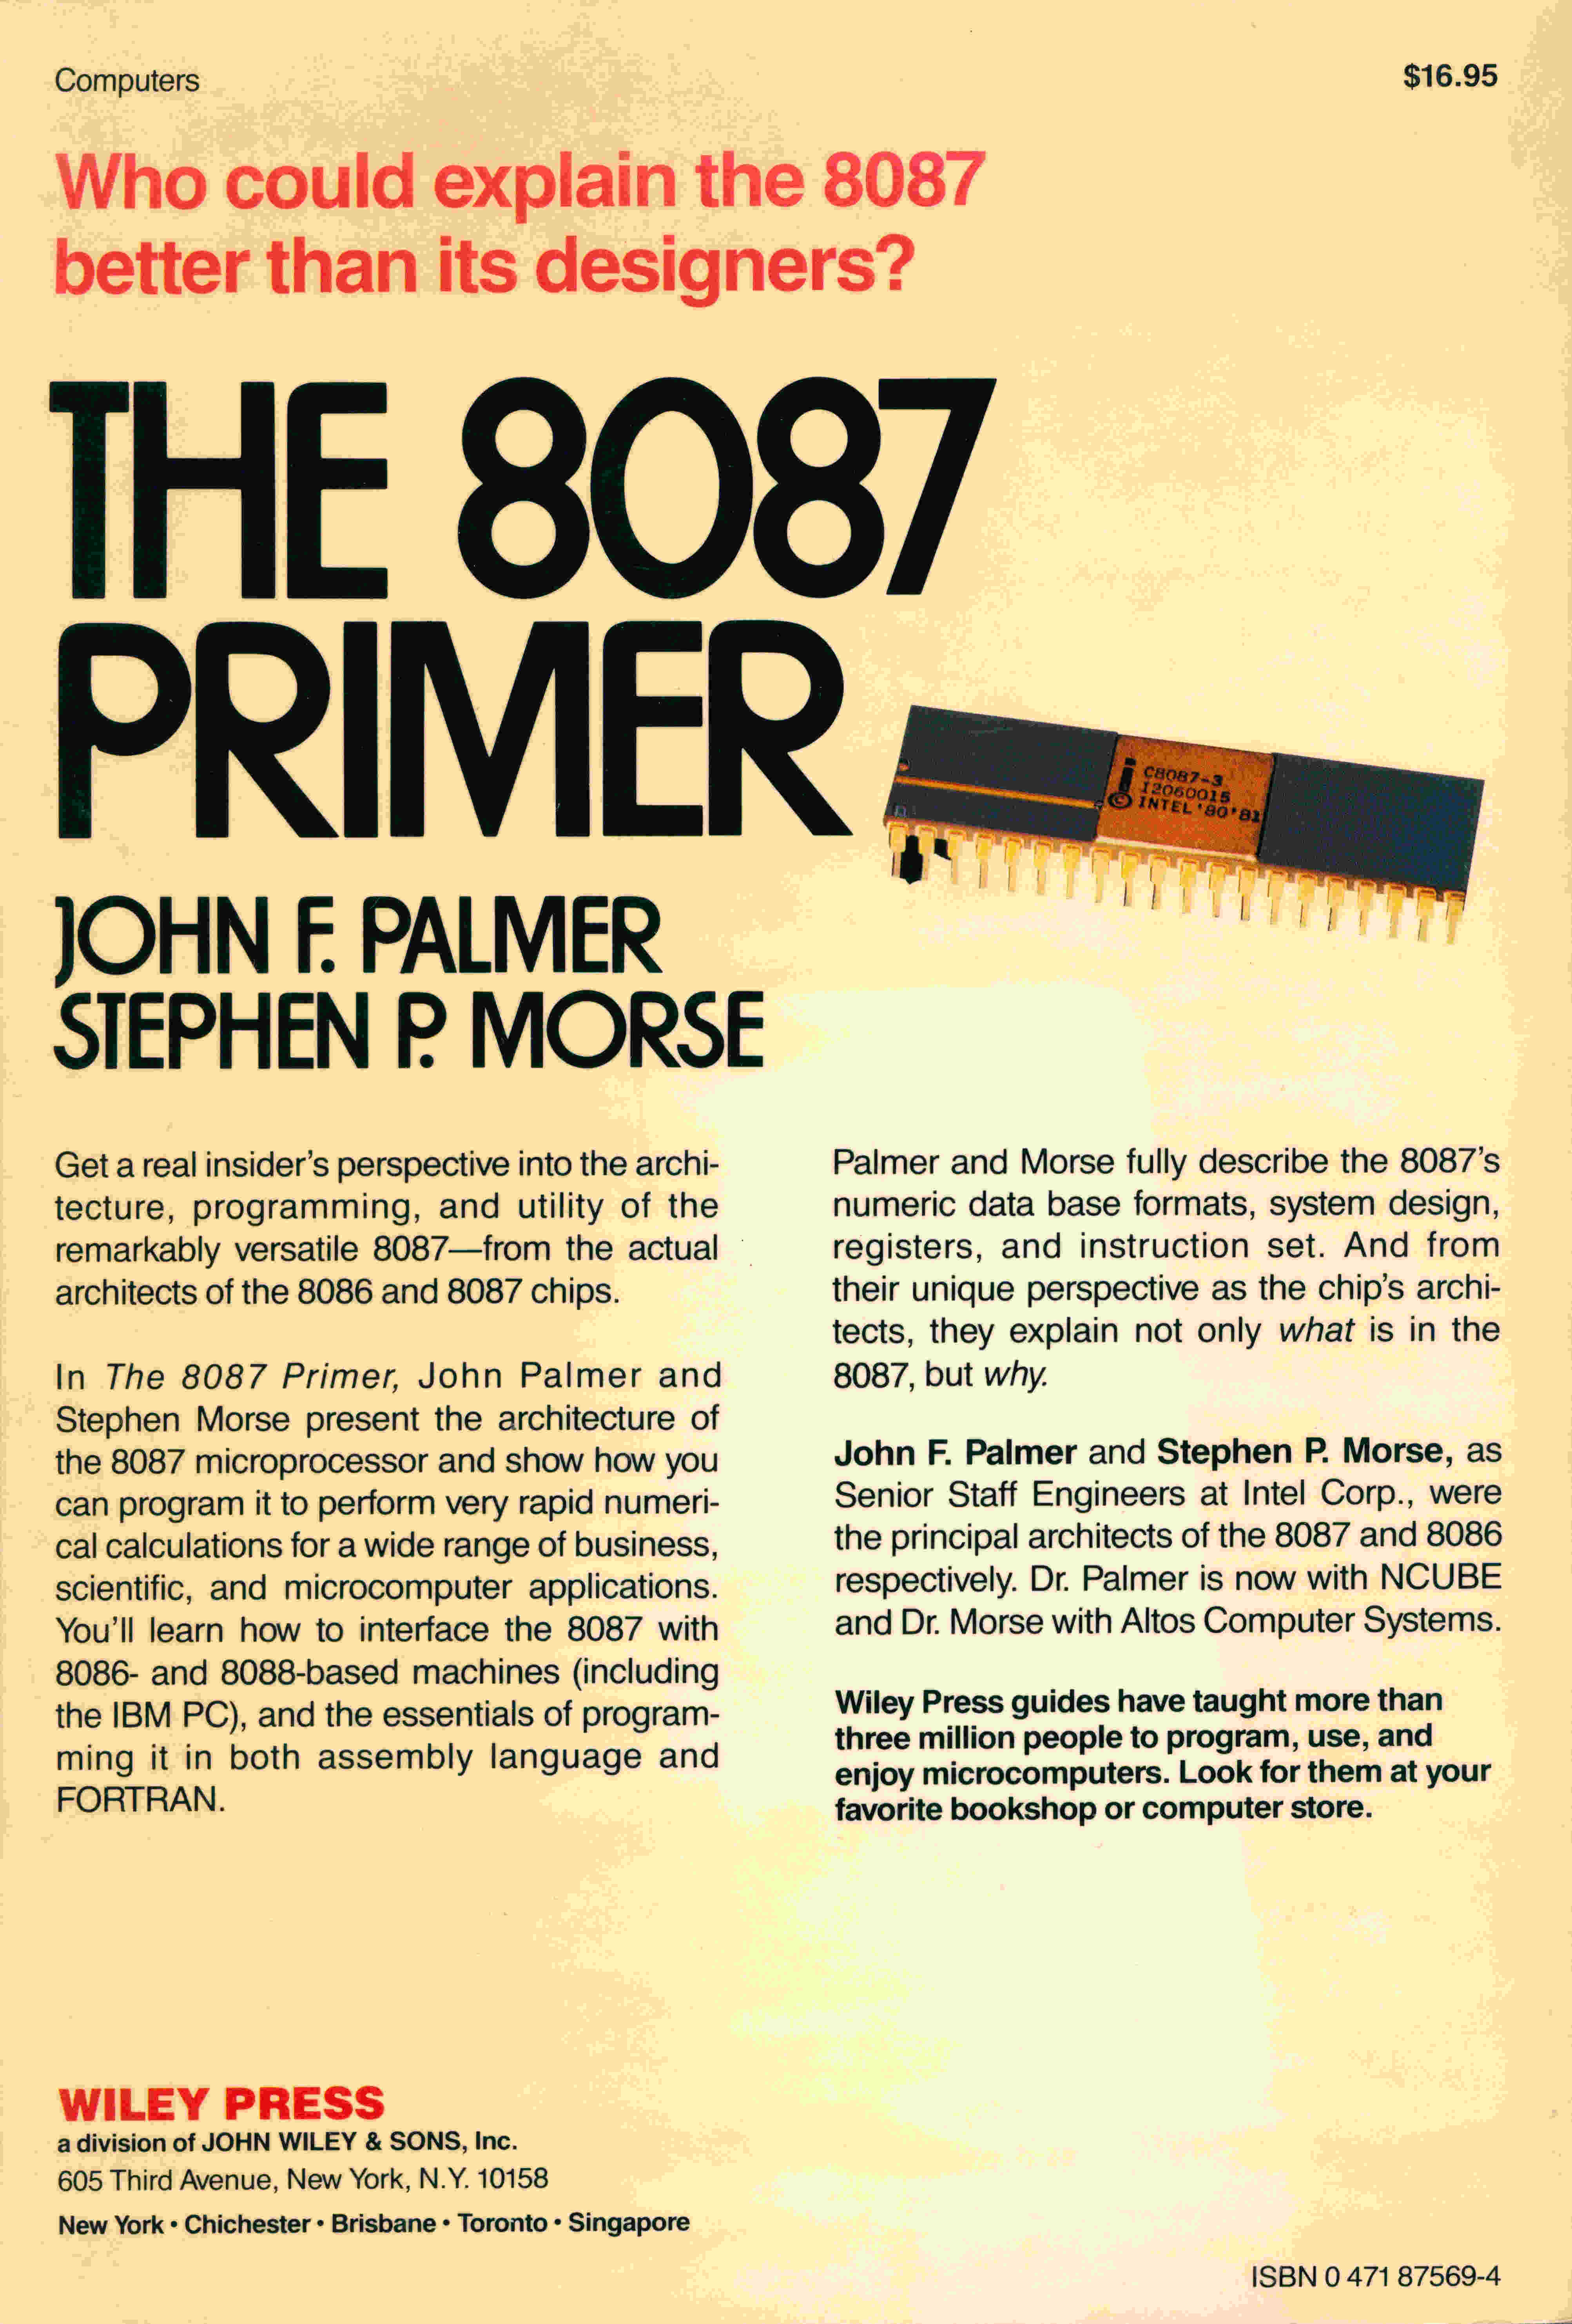 Computers
$16.95
Who could explain the 8087
better than its designers?
THE 8087
PRIMER
C8087-3
I2060015
© INTEL '80 '81
JOHN F. PALMER
STEPHEN P. MORSE
Get a real insider's perspective into the archi-
tecture, programming, and utility of the
remarkably versatile 8087—from the actual
architects of the 8086 and 8087 chips.
In The 8087 Primer, John Palmer and
Stephen Morse present the architecture of
the 8087 microprocessor and show how you
can program it to perform very rapid numeri-
cal calculations for a wide range of business,
scientific, and microcomputer applications.
You'll learn how to interface the 8087 with
8086- and 8088-based machines (including
the IBM PC), and the essentials of program-
ming it in both assembly language and
FORTRAN.
Palmer and Morse fully describe the 8087's
numeric data base formats, system design,
registers, and instruction set. And from
their unique perspective as the chip's archi-
tects, they explain not only what is in the
8087, but why.
John F. Palmer and Stephen P. Morse, as
Senior Staff Engineers at Intel Corp., were
the principal architects of the 8087 and 8086
respectively. Dr. Palmer is now with NCUBE
and Dr. Morse with Altos Computer Systems.
Wiley Press guides have taught more than
three million people to program, use, and
enjoy microcomputers. Look for them at your
favorite bookshop or computer store.
WILEY PRESS
a division of JOHN WILEY & SONS, Inc.
605 Third Avenue, New York, N.Y. 10158
New York • Chichester • Brisbane • Toronto • Singapore
ISBN 0 471 87569-4